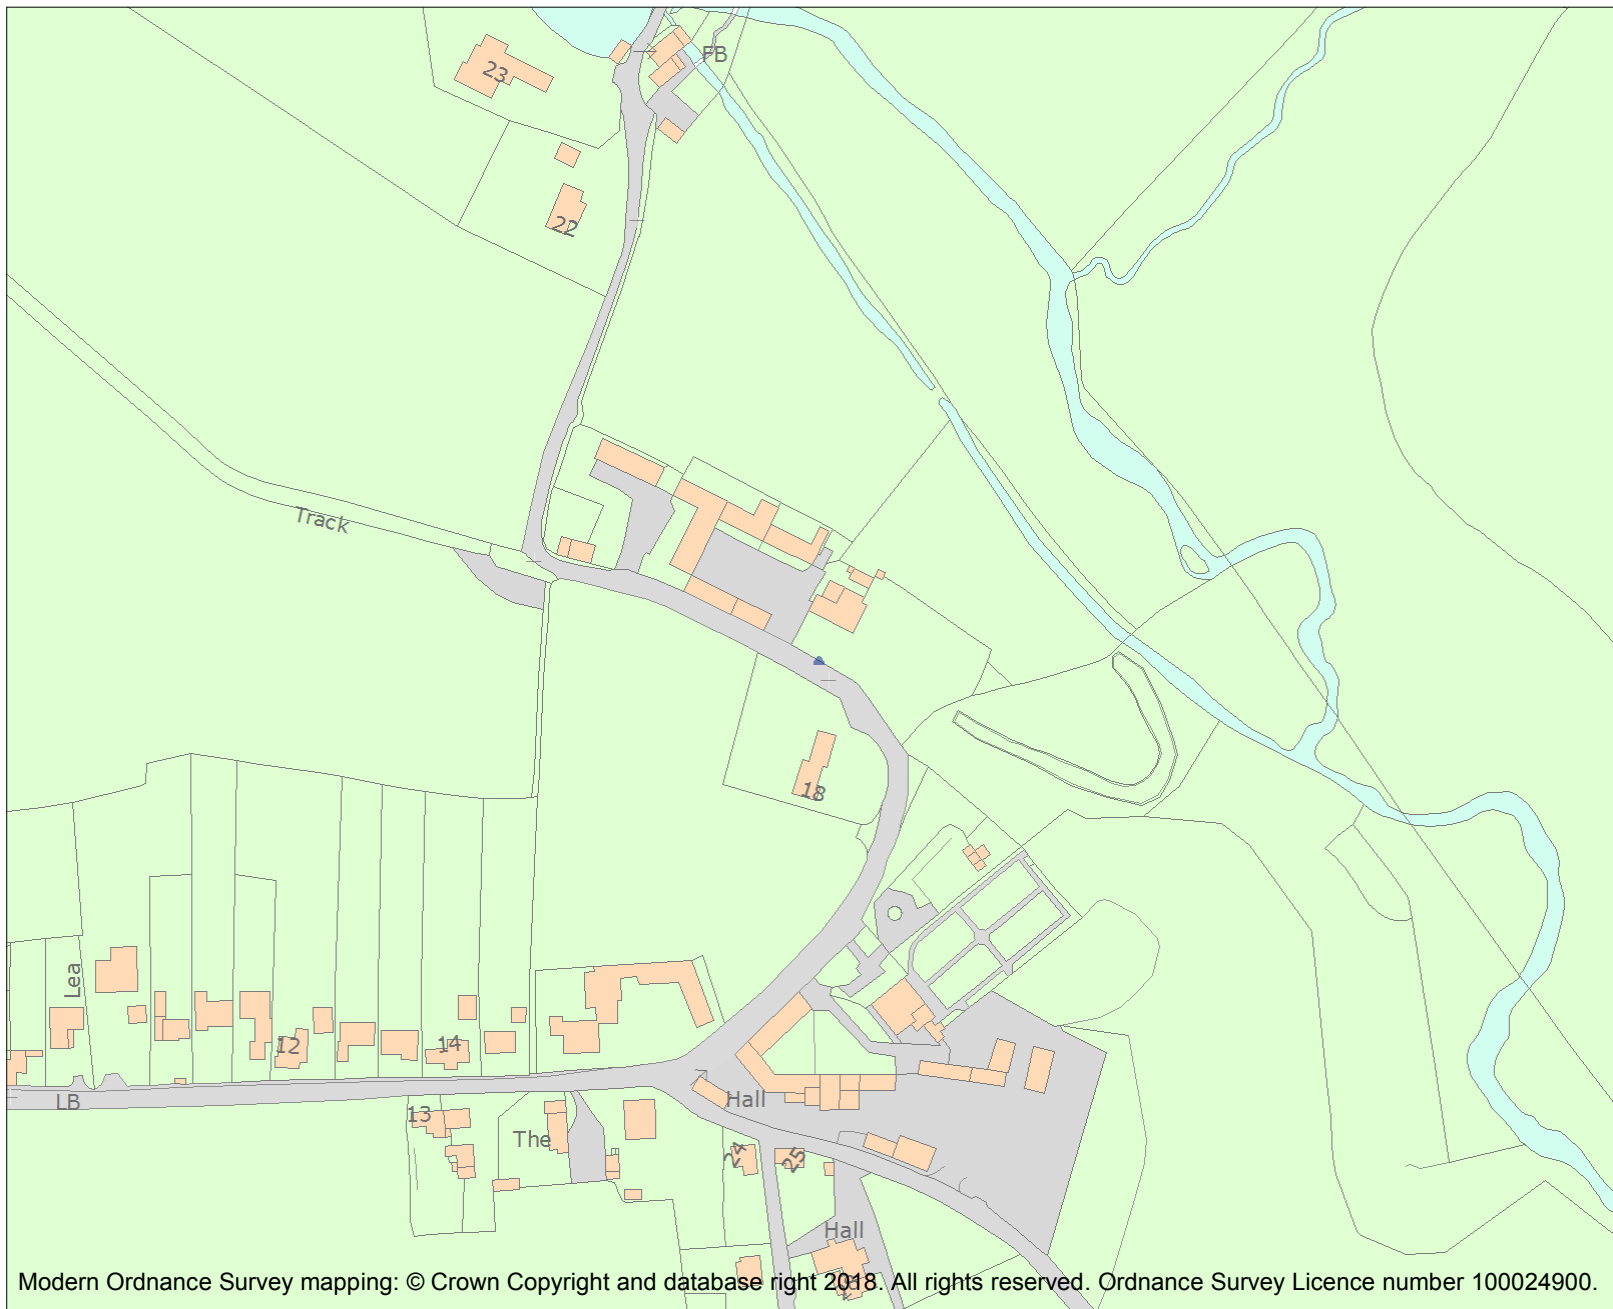 FB
23
22
Track
18
Lea
12
14
LB
13
Hall
The
24
25
Hall
Modern Ordnance Survey mapping: © Crown Copyright and database right 2018. All rights reserved. Ordnance Survey Licence number 100024900.